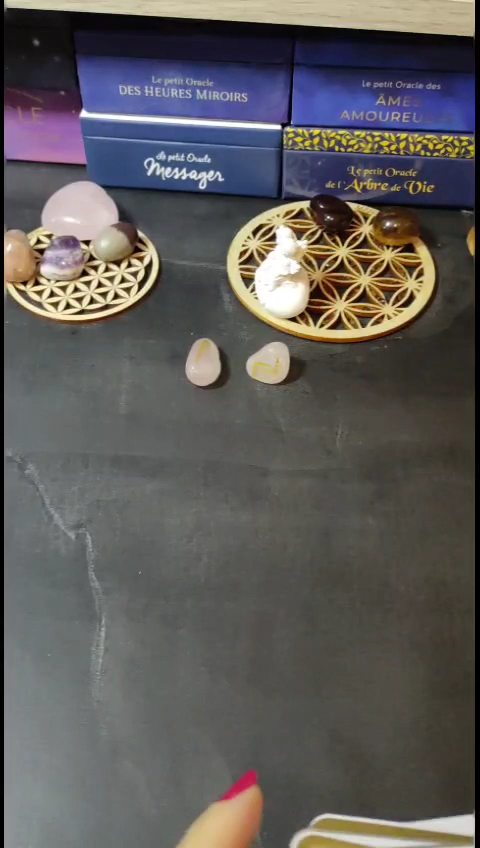 LE
Le petit Oracle
DES HEURES MIROIRS
Le petit Oracle des
ÂMES
AMOUREUSES
Le petit Oracle
Messager
Le petit Oracle
de l'Arbre de Vie